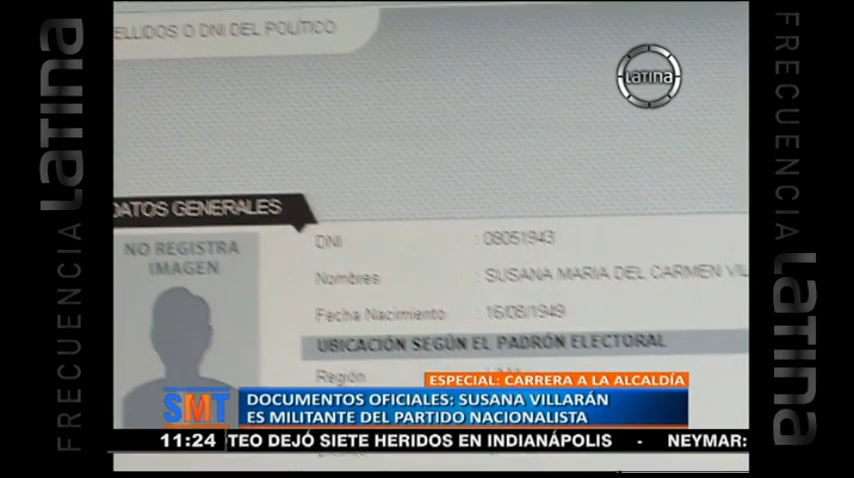 ELLIDOS O DNI DEL POLÍTICO
LATINA
DATOS GENERALES
NO REGISTRA
IMAGEN
DNI : 08051943
Nombres : SUSANA MARIA DEL CARMEN VIL
Fecha Nacimiento : 16/08/1949
UBICACIÓN SEGÚN EL PADRÓN ELECTORAL
Región
ESPECIAL: CARRERA A LA ALCALDÍA
SMT
DOCUMENTOS OFICIALES: SUSANA VILLARÁN
ES MILITANTE DEL PARTIDO NACIONALISTA
11:24 TEO DEJÓ SIETE HERIDOS EN INDIANÁPOLIS - NEYMAR:
FRECUENCIA LATINA
FRECUENCIA LATINA